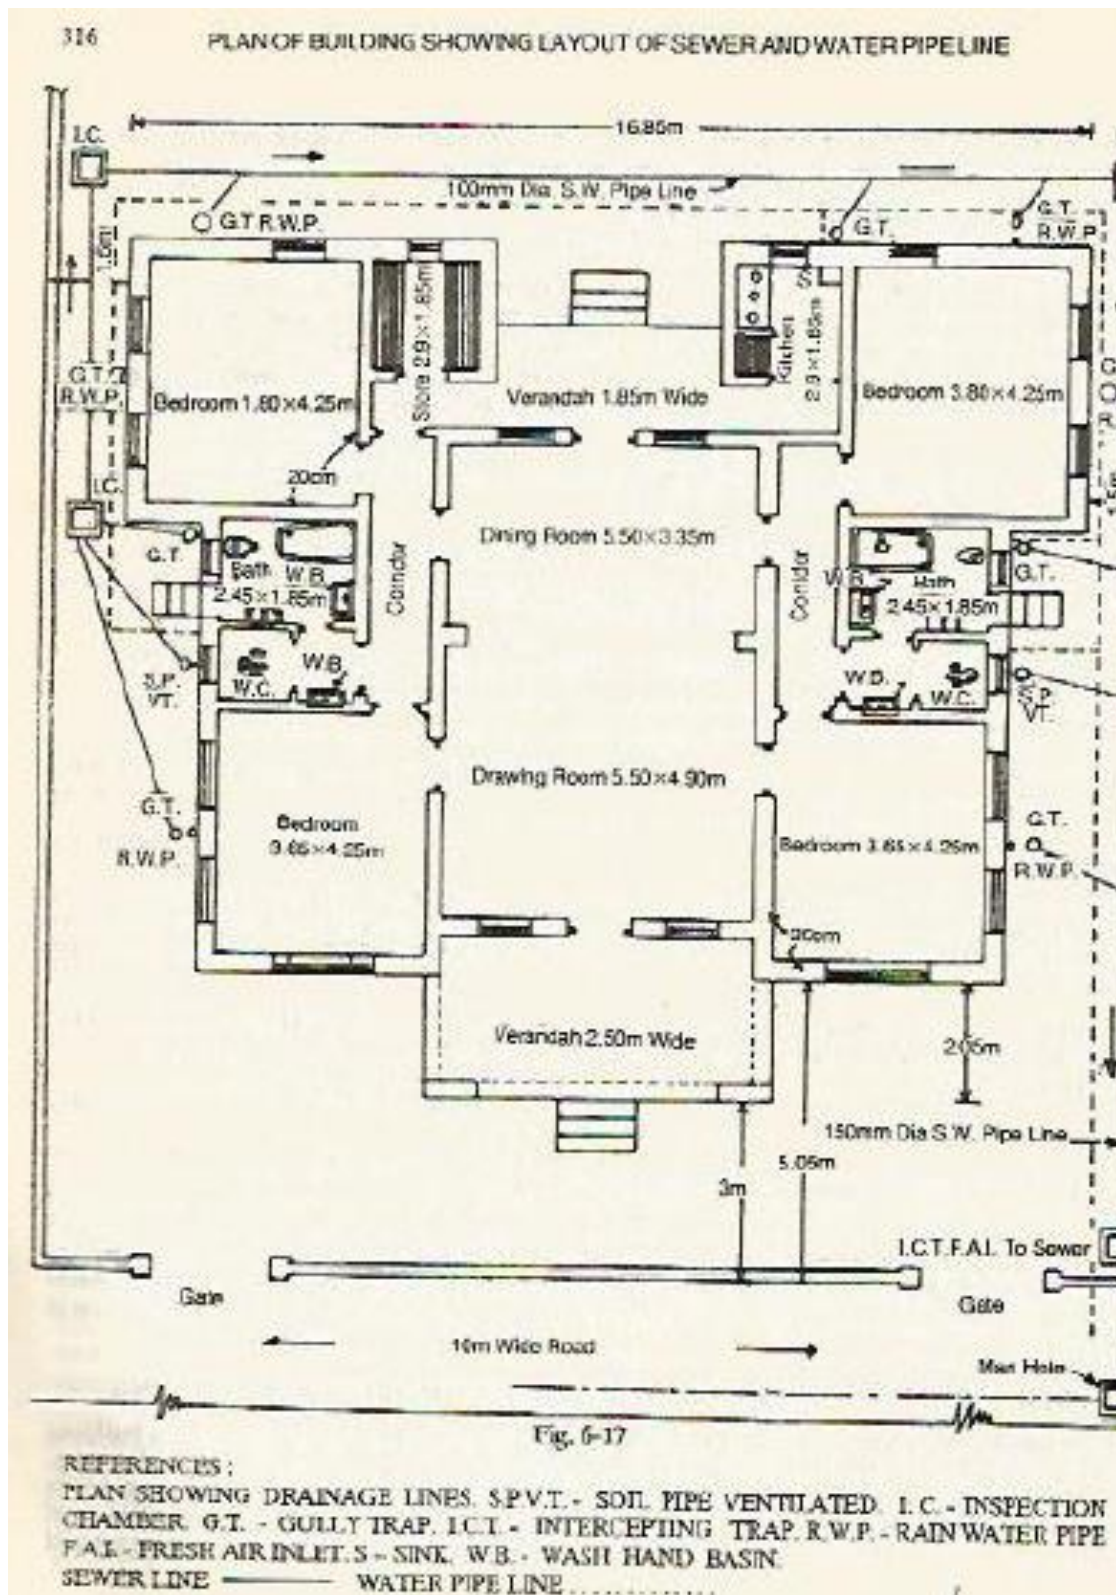 316
PLAN OF BUILDING SHOWING LAYOUT OF SEWER AND WATER PIPE LINE
16.85m
I.C.
100mm Dia. S.W. Pipe Line
G.T R.W.P.
G.T.
G.T.
R.W.P
1.6m
S
G.T.
R.W.P.
Bedroom 1.80×4.25m
Store 2.9×1.85m
Verandah 1.85m Wide
Kitchen
2.9×1.85m
Bedroom 3.80×4.25m
20cm
I.C.
Dining Room 5.50×3.35m
G.T.
Bath
W.B.
2.45×1.85m
Corridor
Corridor
W.B.
Bath
2.45×1.85m
G.T.
S.P.
VT.
W.C.
W.B.
W.B.
W.C.
S.P.
VT.
Drawing Room 5.50×4.90m
G.T.
R.W.P.
Bedroom
3.65×4.25m
Bedroom 3.65×4.25m
G.T.
R.W.P.
Verandah 2.50m Wide
2.05m
150mm Dia S.W. Pipe Line
5.05m
3m
I.C.T.F.A.I. To Sewer
Gate
Gate
10m Wide Road
Man Hole
Fig. 6-17
REFERENCES :
PLAN SHOWING DRAINAGE LINES. S.P.V.T. - SOIL PIPE VENTILATED. I. C. - INSPECTION
CHAMBER. G.T. - GULLY TRAP. I.C.T. - INTERCEPTING TRAP. R.W.P. - RAIN WATER PIPE
F.A.I. - FRESH AIR INLET. S - SINK. W.B. - WASH HAND BASIN.
SEWER LINE ——— WATER PIPE LINE ..............